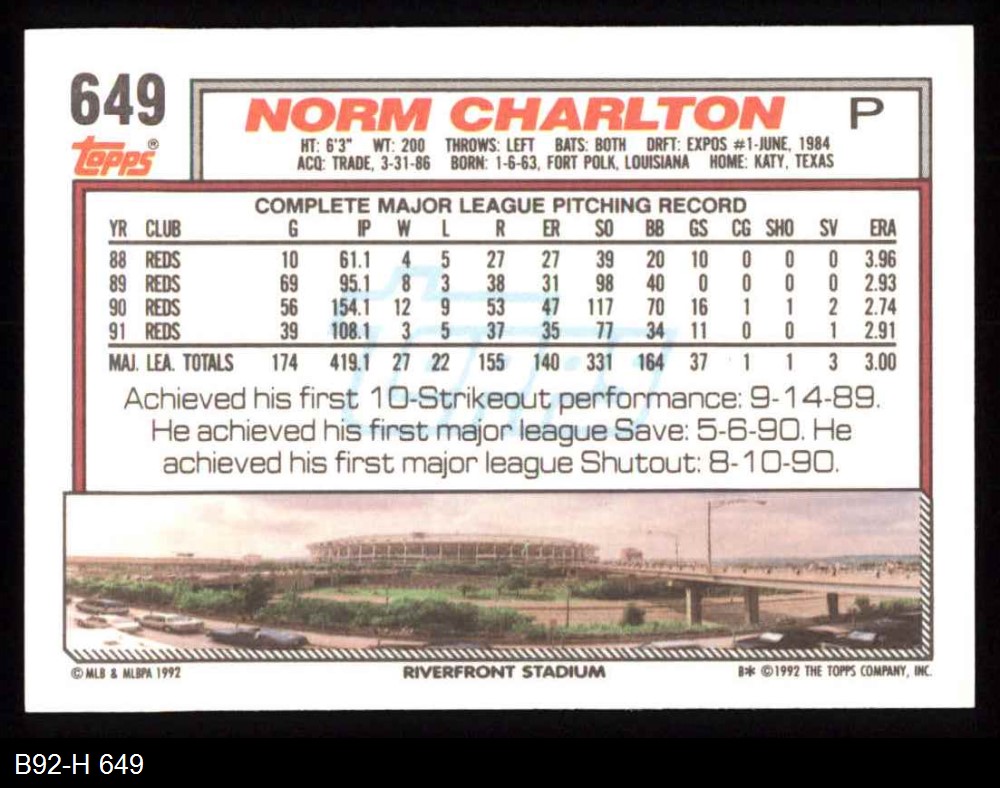 649
NORM CHARLTON P
topps®
HT: 6'3" WT: 200 THROWS: LEFT BATS: BOTH DRFT: EXPOS #1-JUNE, 1984
ACQ: TRADE, 3-31-86 BORN: 1-6-63, FORT POLK, LOUISIANA HOME: KATY, TEXAS
COMPLETE MAJOR LEAGUE PITCHING RECORD
YR CLUB G IP W L R ER SO BB GS CG SHO SV ERA
88 REDS 10 61.1 4 5 27 27 39 20 10 0 0 0 3.96
89 REDS 69 95.1 8 3 38 31 98 40 0 0 0 0 2.93
90 REDS 56 154.1 12 9 53 47 117 70 16 1 1 2 2.74
91 REDS 39 108.1 3 5 37 35 77 34 11 0 0 1 2.91
MAJ. LEA. TOTALS 174 419.1 27 22 155 140 331 164 37 1 1 3 3.00
Achieved his first 10-Strikeout performance: 9-14-89.
He achieved his first major league Save: 5-6-90. He
achieved his first major league Shutout: 8-10-90.
© MLB & MLBPA 1992 RIVERFRONT STADIUM B* ©1992 THE TOPPS COMPANY, INC.
B92-H 649